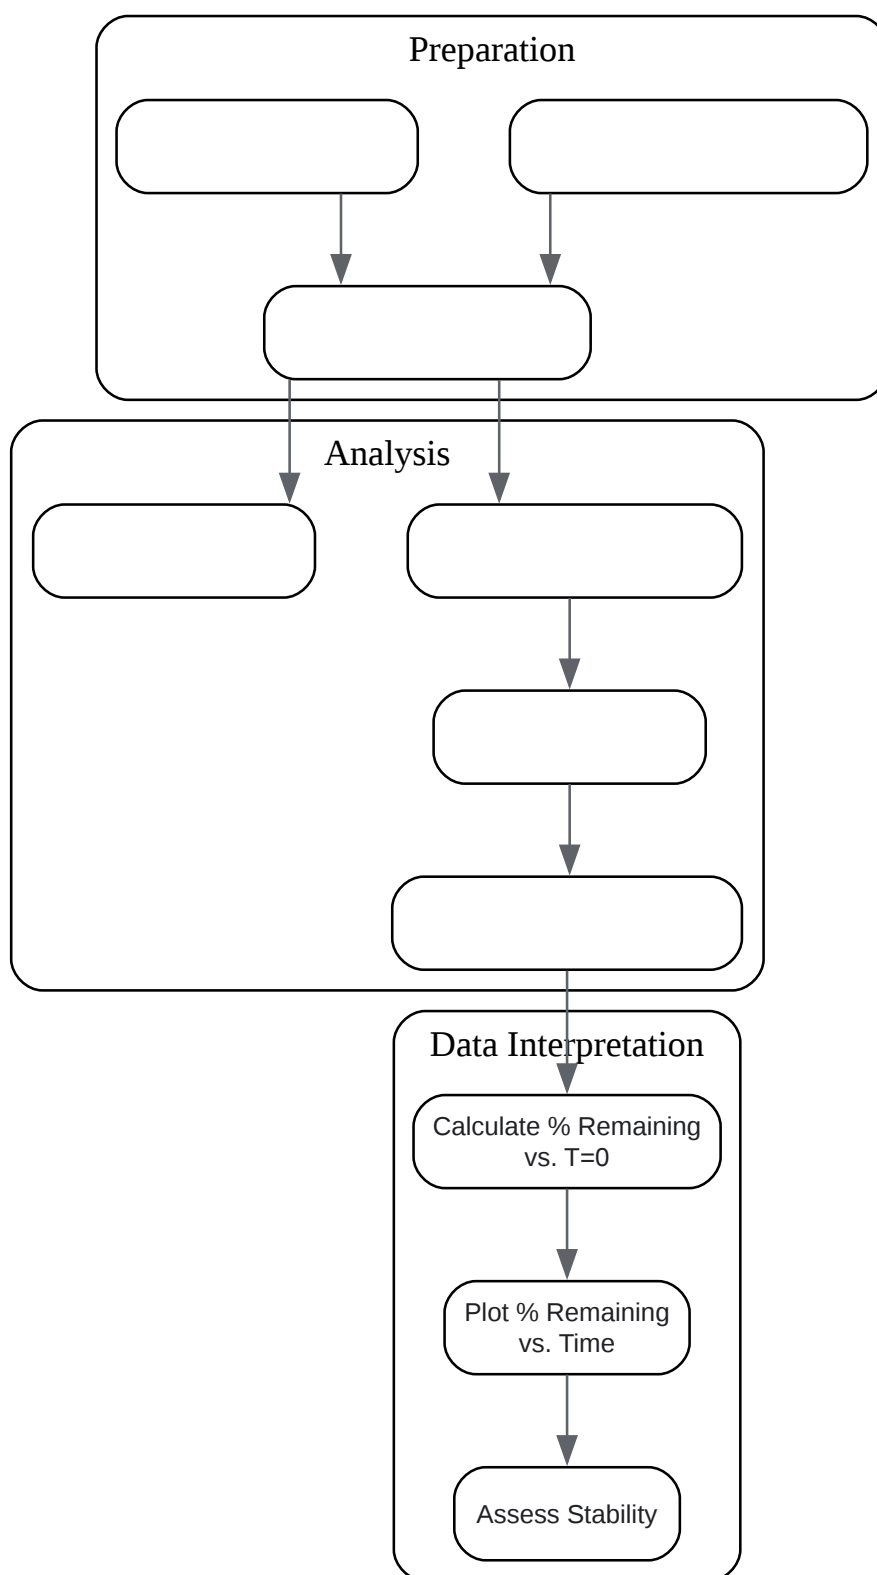 Preparation
Analysis
Data Interpretation
Calculate % Remaining
vs. T=0
Plot % Remaining
vs. Time
Assess Stability